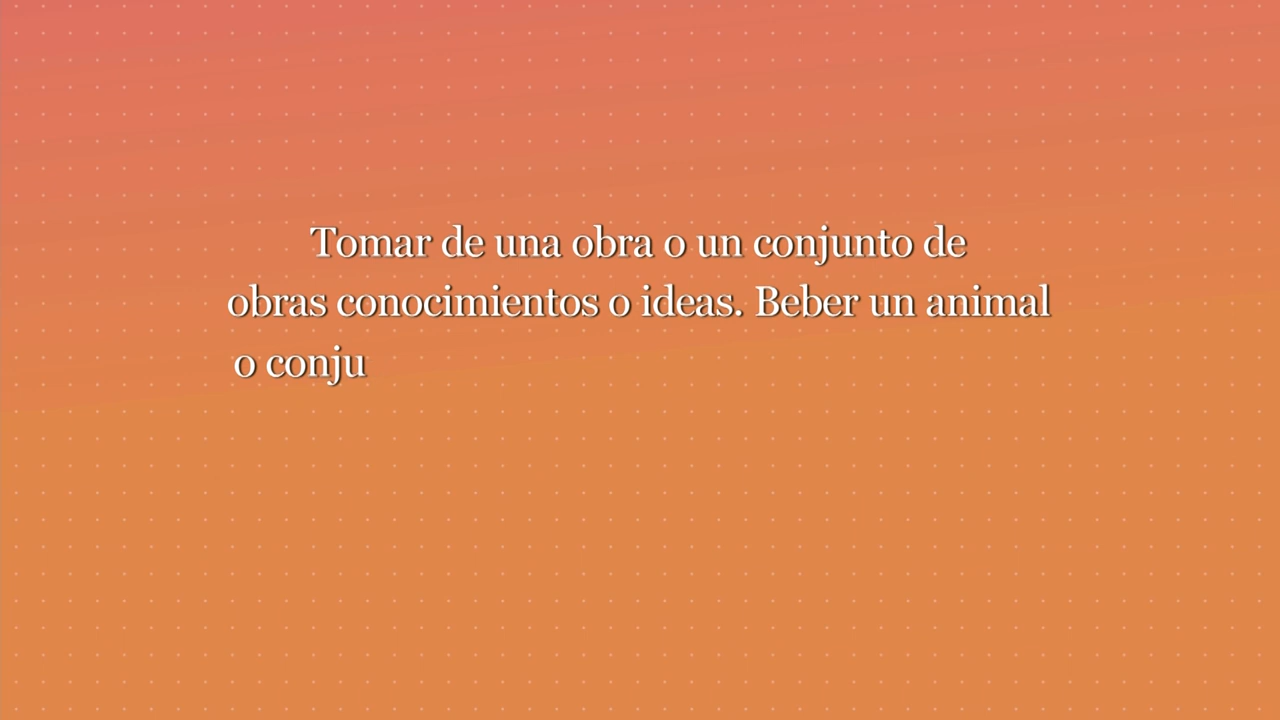 Tomar de una obra o un conjunto de
obras conocimientos o ideas. Beber un animal
o conju